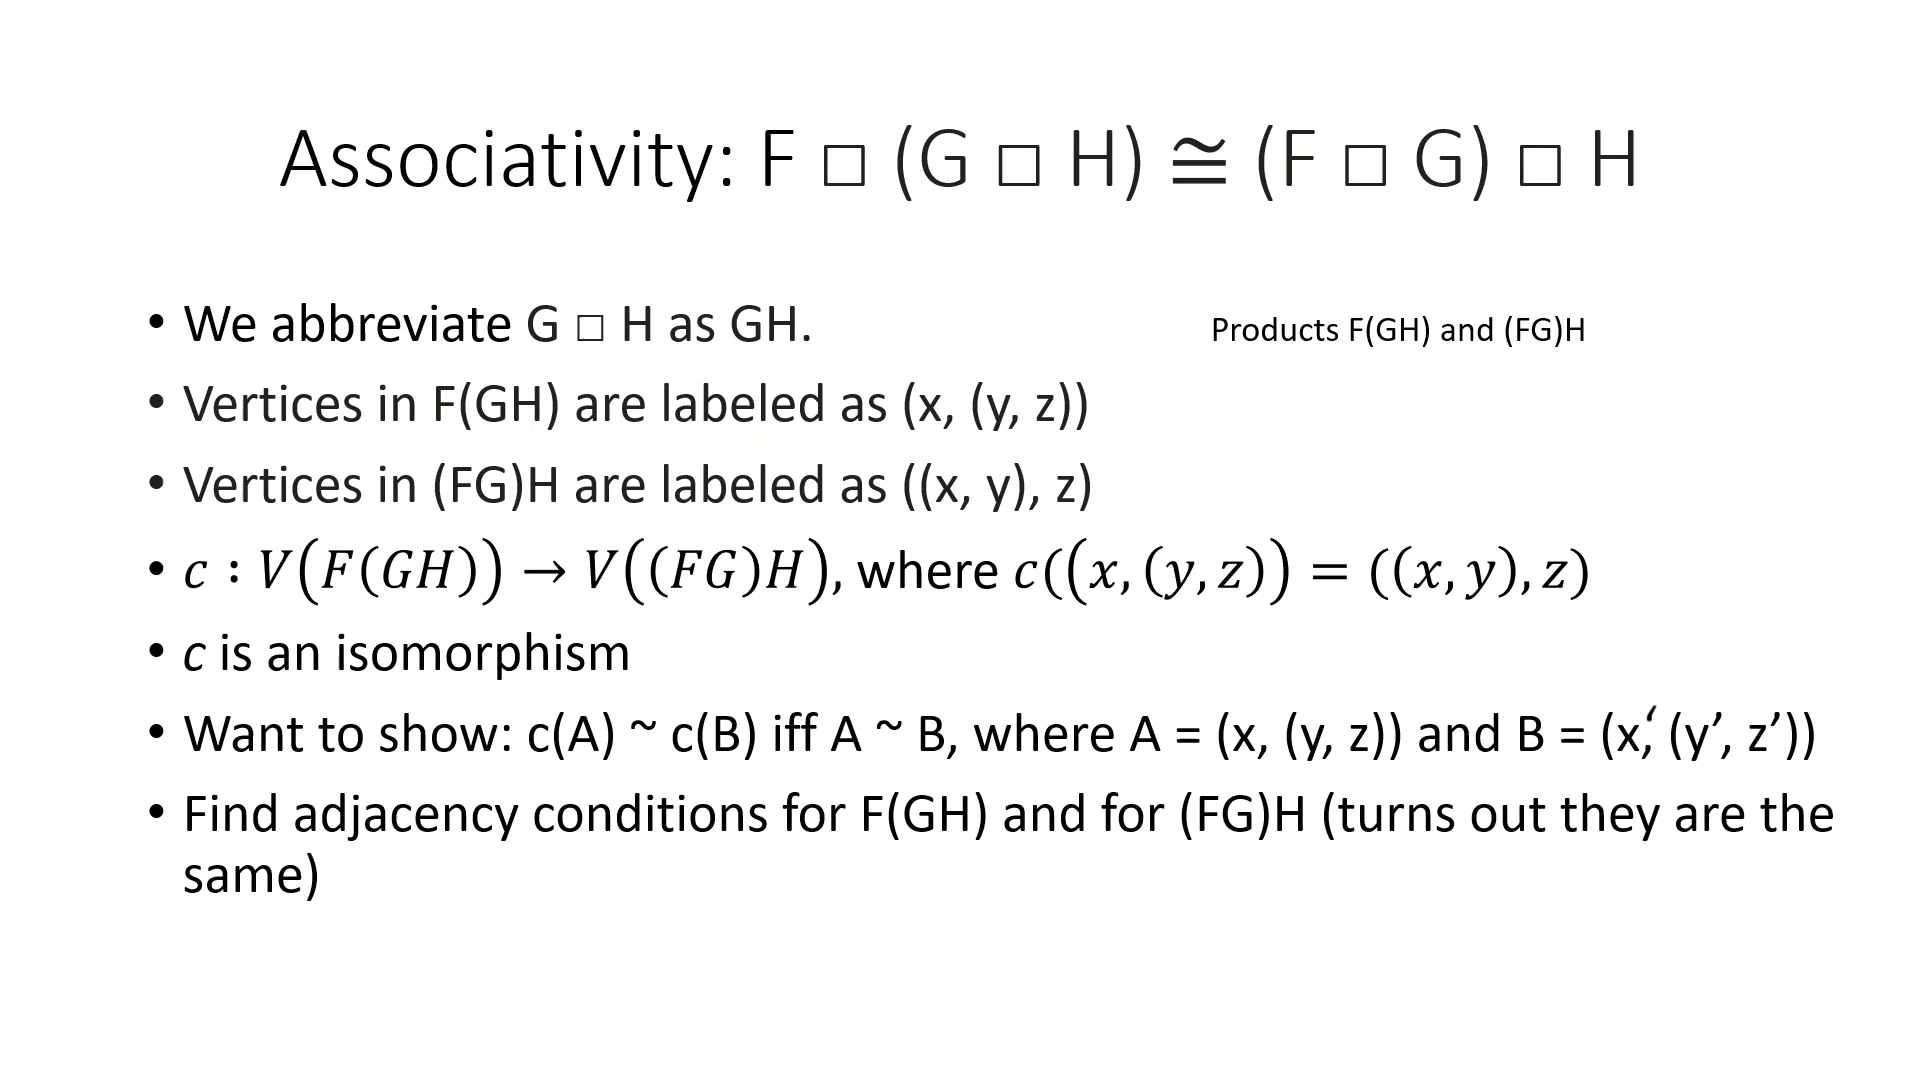 Associativity: F □ (G □ H) ≅ (F □ G) □ H
• We abbreviate G □ H as GH.
Products F(GH) and (FG)H
• Vertices in F(GH) are labeled as (x, (y, z))
• Vertices in (FG)H are labeled as ((x, y), z)
• c : V(F(GH)) → V((FG)H), where c((x, (y, z)) = ((x, y), z)
• c is an isomorphism
• Want to show: c(A) ~ c(B) iff A ~ B, where A = (x, (y, z)) and B = (x′, (y’, z’))
• Find adjacency conditions for F(GH) and for (FG)H (turns out they are the
same)